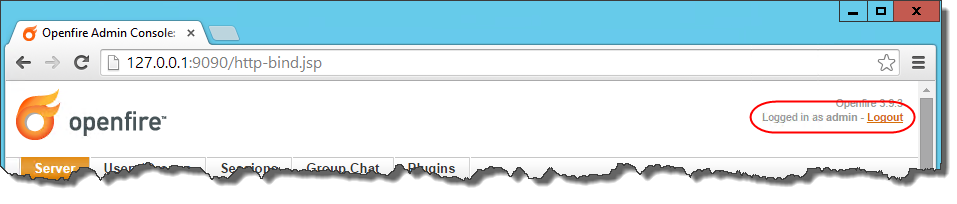 Openfire Admin Console:
127.0.0.1:9090/http-bind.jsp
openfire™
Openfire 3.9.3
Logged in as admin - Logout
Server Sessions Group Chat Plugins